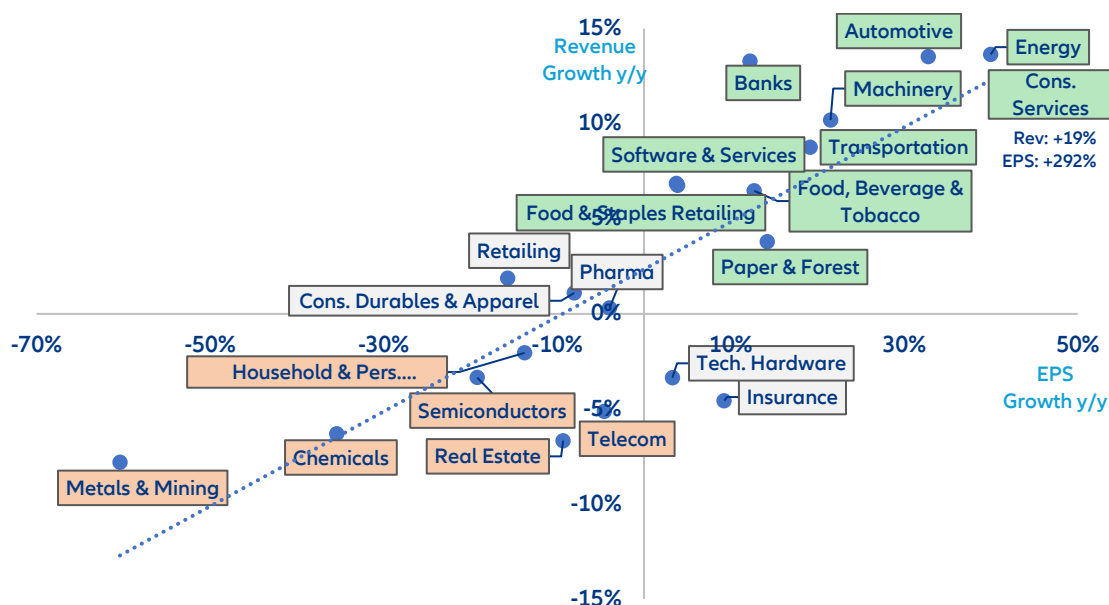 15%
Revenue
Growth y/y
Automotive
Energy
Banks
Machinery
Cons.
Services
10%
Rev: +19%
EPS: +292%
Software & Services
Transportation
Food, Beverage &
Tobacco
Food & Staples Retailing
5%
Retailing
Pharma
Paper & Forest
Cons. Durables & Apparel
0%
-70%
-50%
-30%
-10%
10%
30%
50%
Household & Pers....
Tech. Hardware
EPS
Growth y/y
Insurance
Semiconductors
-5%
Telecom
Real Estate
Chemicals
Metals & Mining
-10%
-15%